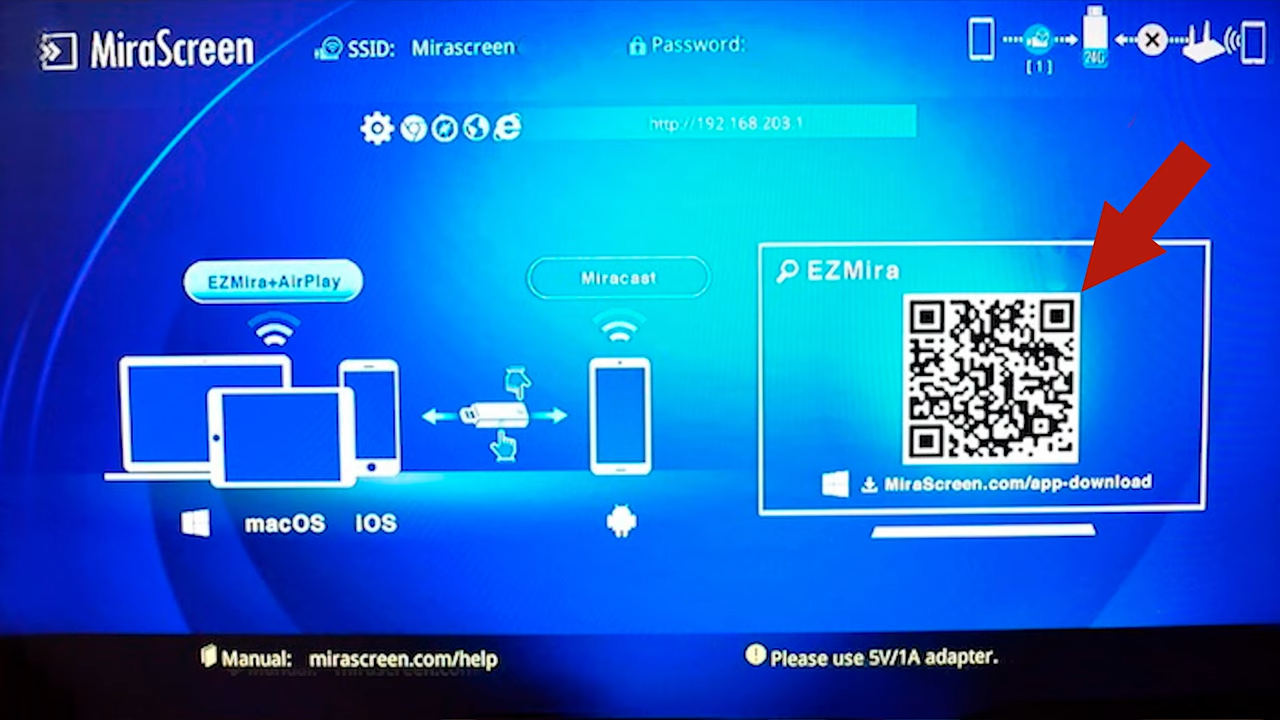 MiraScreen
SSID: Mirascreen
Password:
[1]
24G
http://192.168.203.1
EZMira+AirPlay
Miracast
EZMira
MiraScreen.com/app-download
macOS iOS
Manual: mirascreen.com/help
Please use 5V/1A adapter.